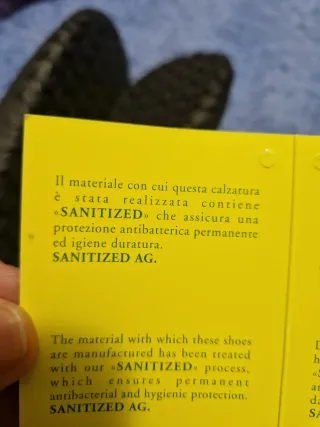 Il materiale con cui questa calzatura
è stata realizzata contiene
«SANITIZED» che assicura una
protezione antibatterica permanente
ed igiene duratura.
SANITIZED AG.
The material with which these shoes
are manufactured has been treated
with our «SANITIZED» process,
which ensures permanent
antibacterial and hygienic protection.
SANITIZED AG.